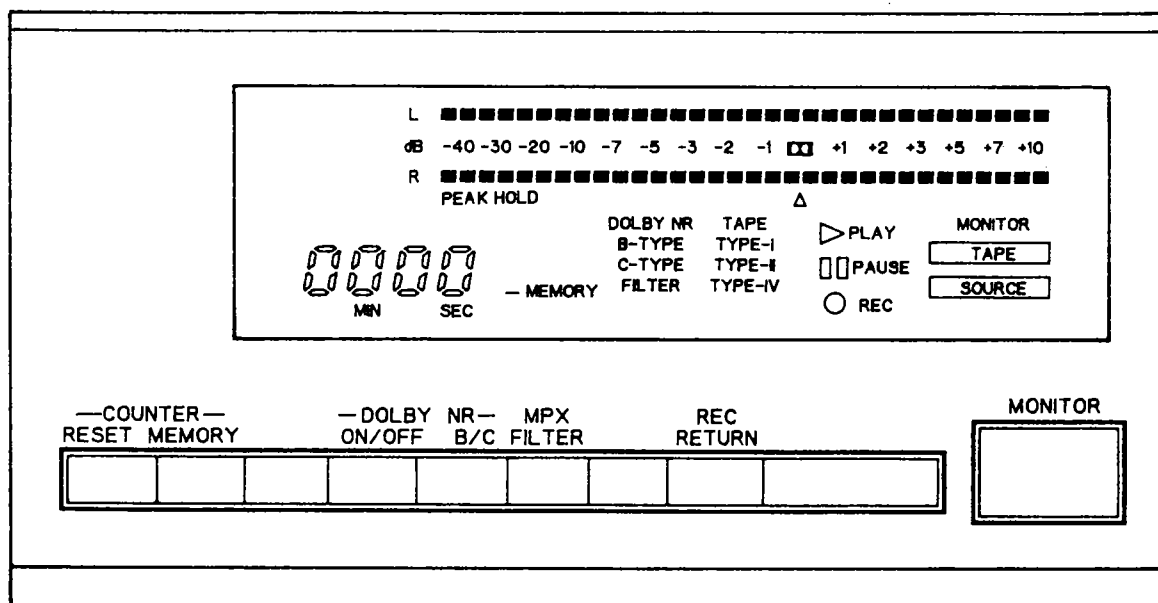 L
dB -40 -30 -20 -10 -7 -5 -3 -2 -1 +1 +2 +3 +5 +7 +10
R
PEAK HOLD
DOLBY NR TAPE PLAY MONITOR
B-TYPE TYPE-I TAPE
C-TYPE TYPE-II PAUSE
0000 — MEMORY FILTER TYPE-IV SOURCE
MIN SEC REC
—COUNTER— —DOLBY NR— MPX REC MONITOR
RESET MEMORY ON/OFF B/C FILTER RETURN